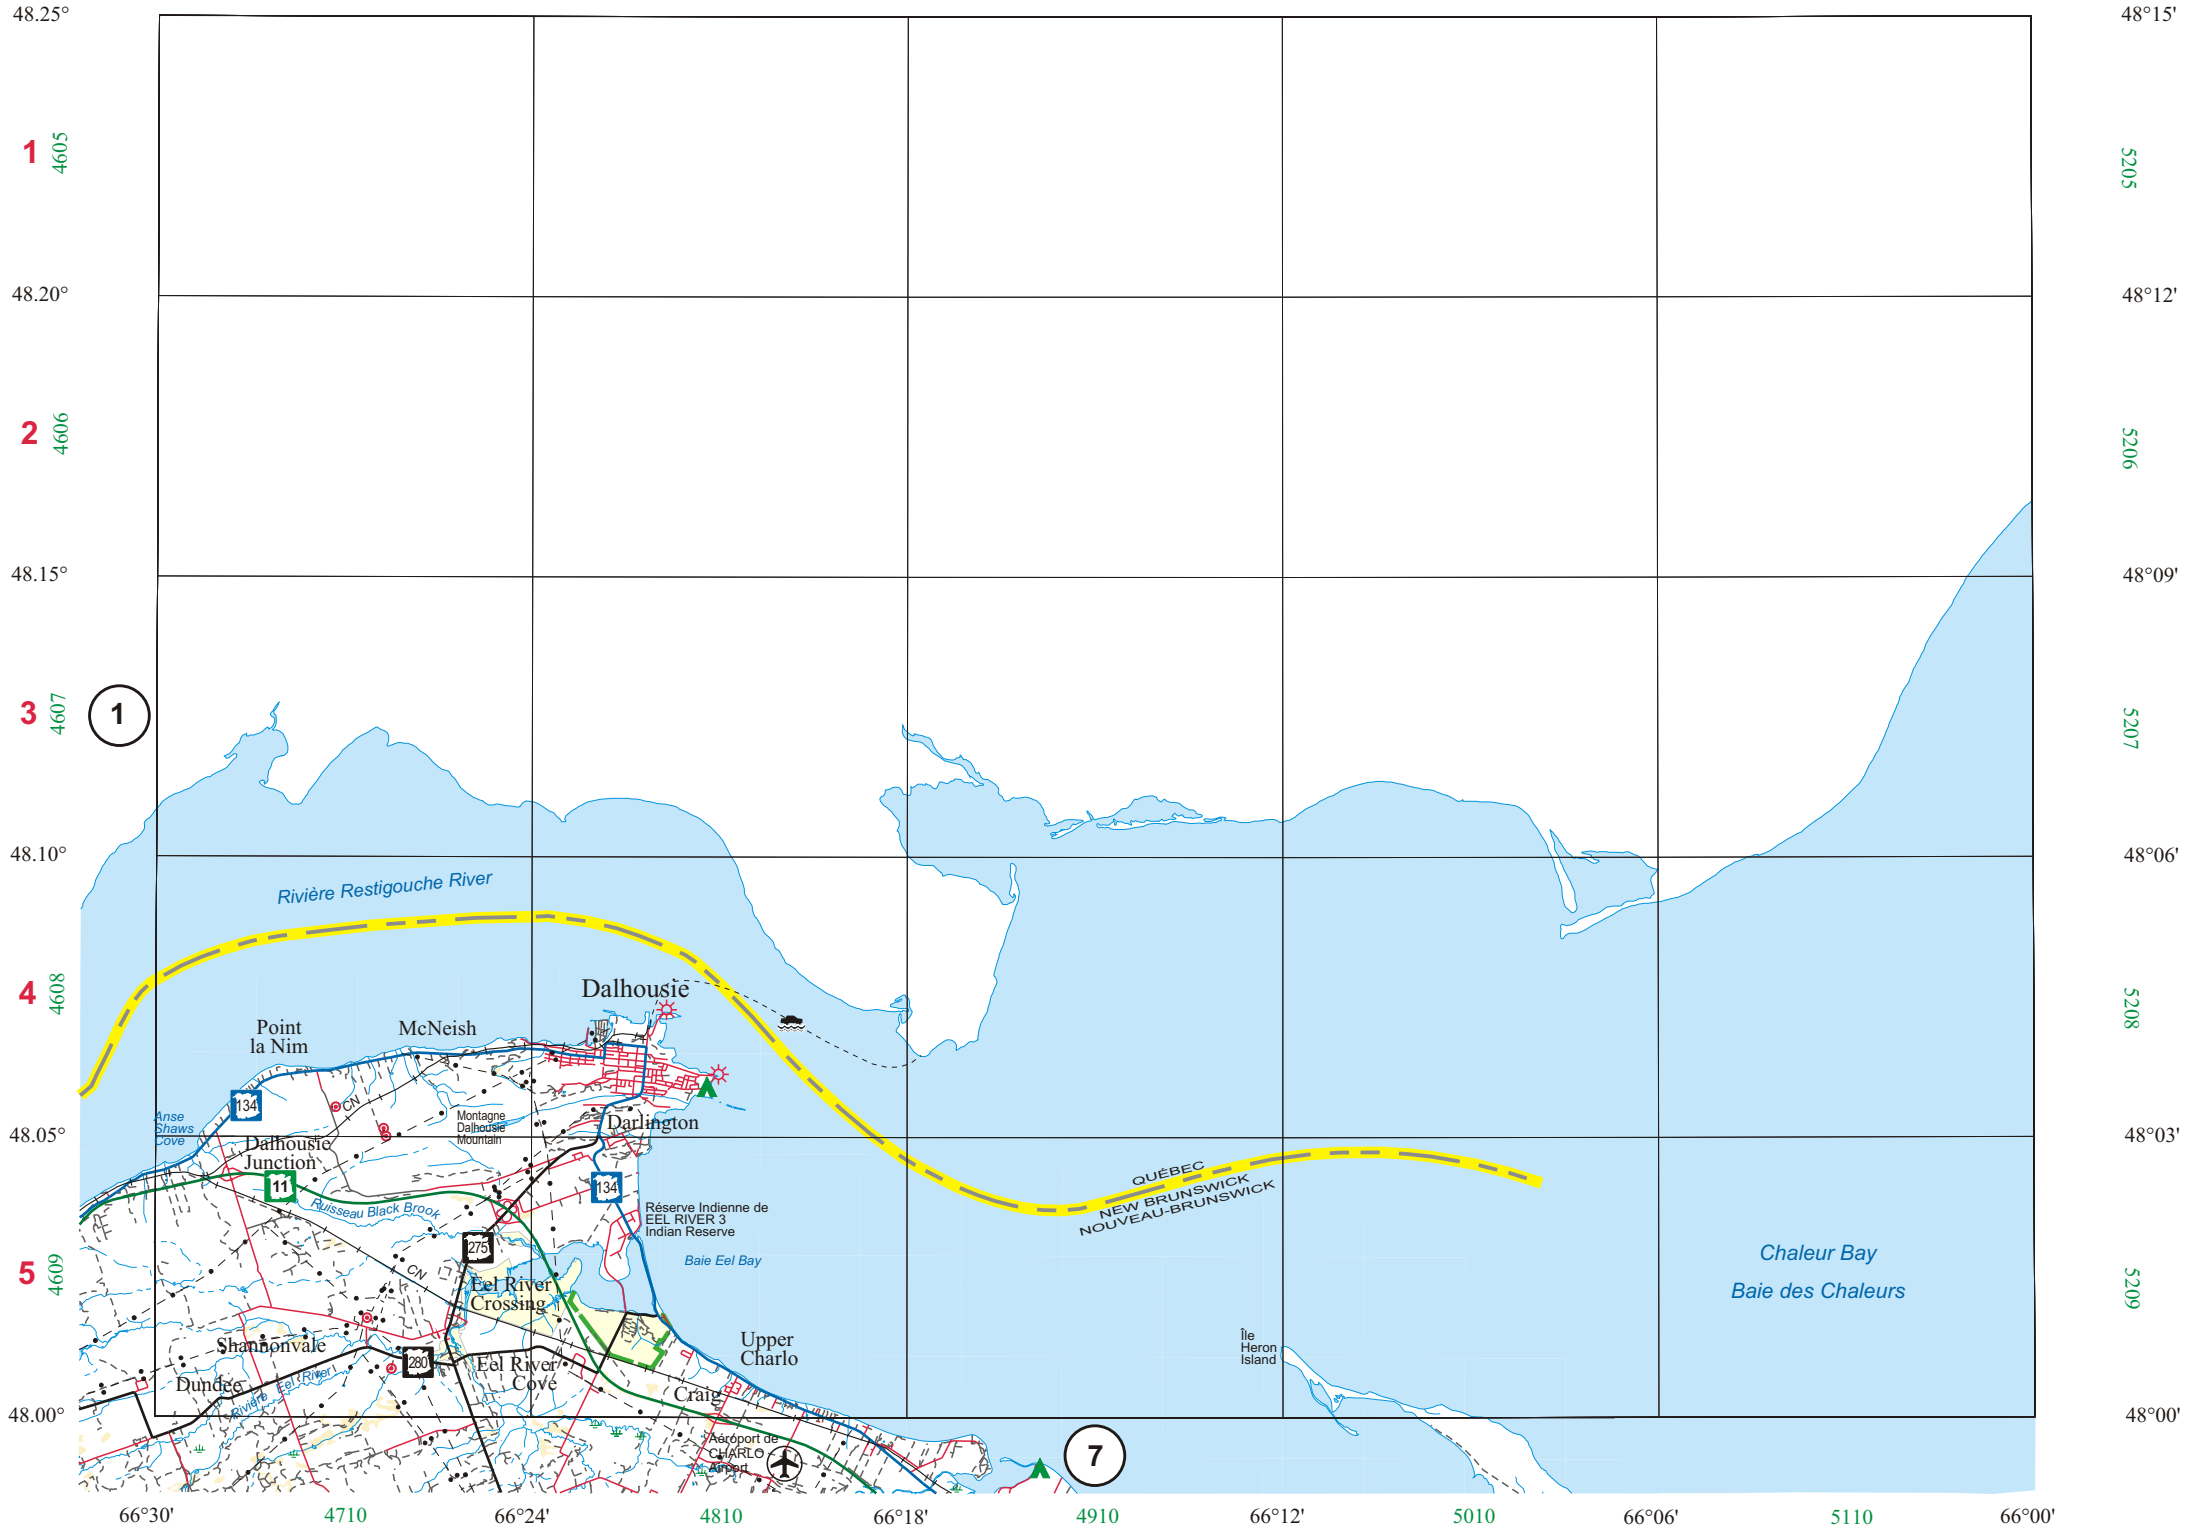 48.25°
48°15'
1
4605
5205
48.20°
48°12'
2
4606
5206
48.15°
48°09'
3
4607
1
5207
48.10°
48°06'
Rivière Restigouche River
4
4608
5208
Dalhousie
Point
la Nim
McNeish
134
CN
Anse
Shaws
Cove
Montagne
Dalhousie
Mountain
Darlington
48.05°
48°03'
Dalhousie
Junction
11
134
QUÉBEC
NEW BRUNSWICK
NOUVEAU-BRUNSWICK
Ruisseau Black Brook
Réserve Indienne de
EEL RIVER 3
Indian Reserve
275
Baie Eel Bay
Chaleur Bay
Baie des Chaleurs
5
4609
5209
CN
Eel River
Crossing
Shannonvale
280
Eel River
Cove
Upper
Charlo
Île
Heron
Island
Dundee
Rivière Eel River
Craig
48.00°
48°00'
Aéroport de
CHARLO
Airport
7
66°30'
4710
66°24'
4810
66°18'
4910
66°12'
5010
66°06'
5110
66°00'